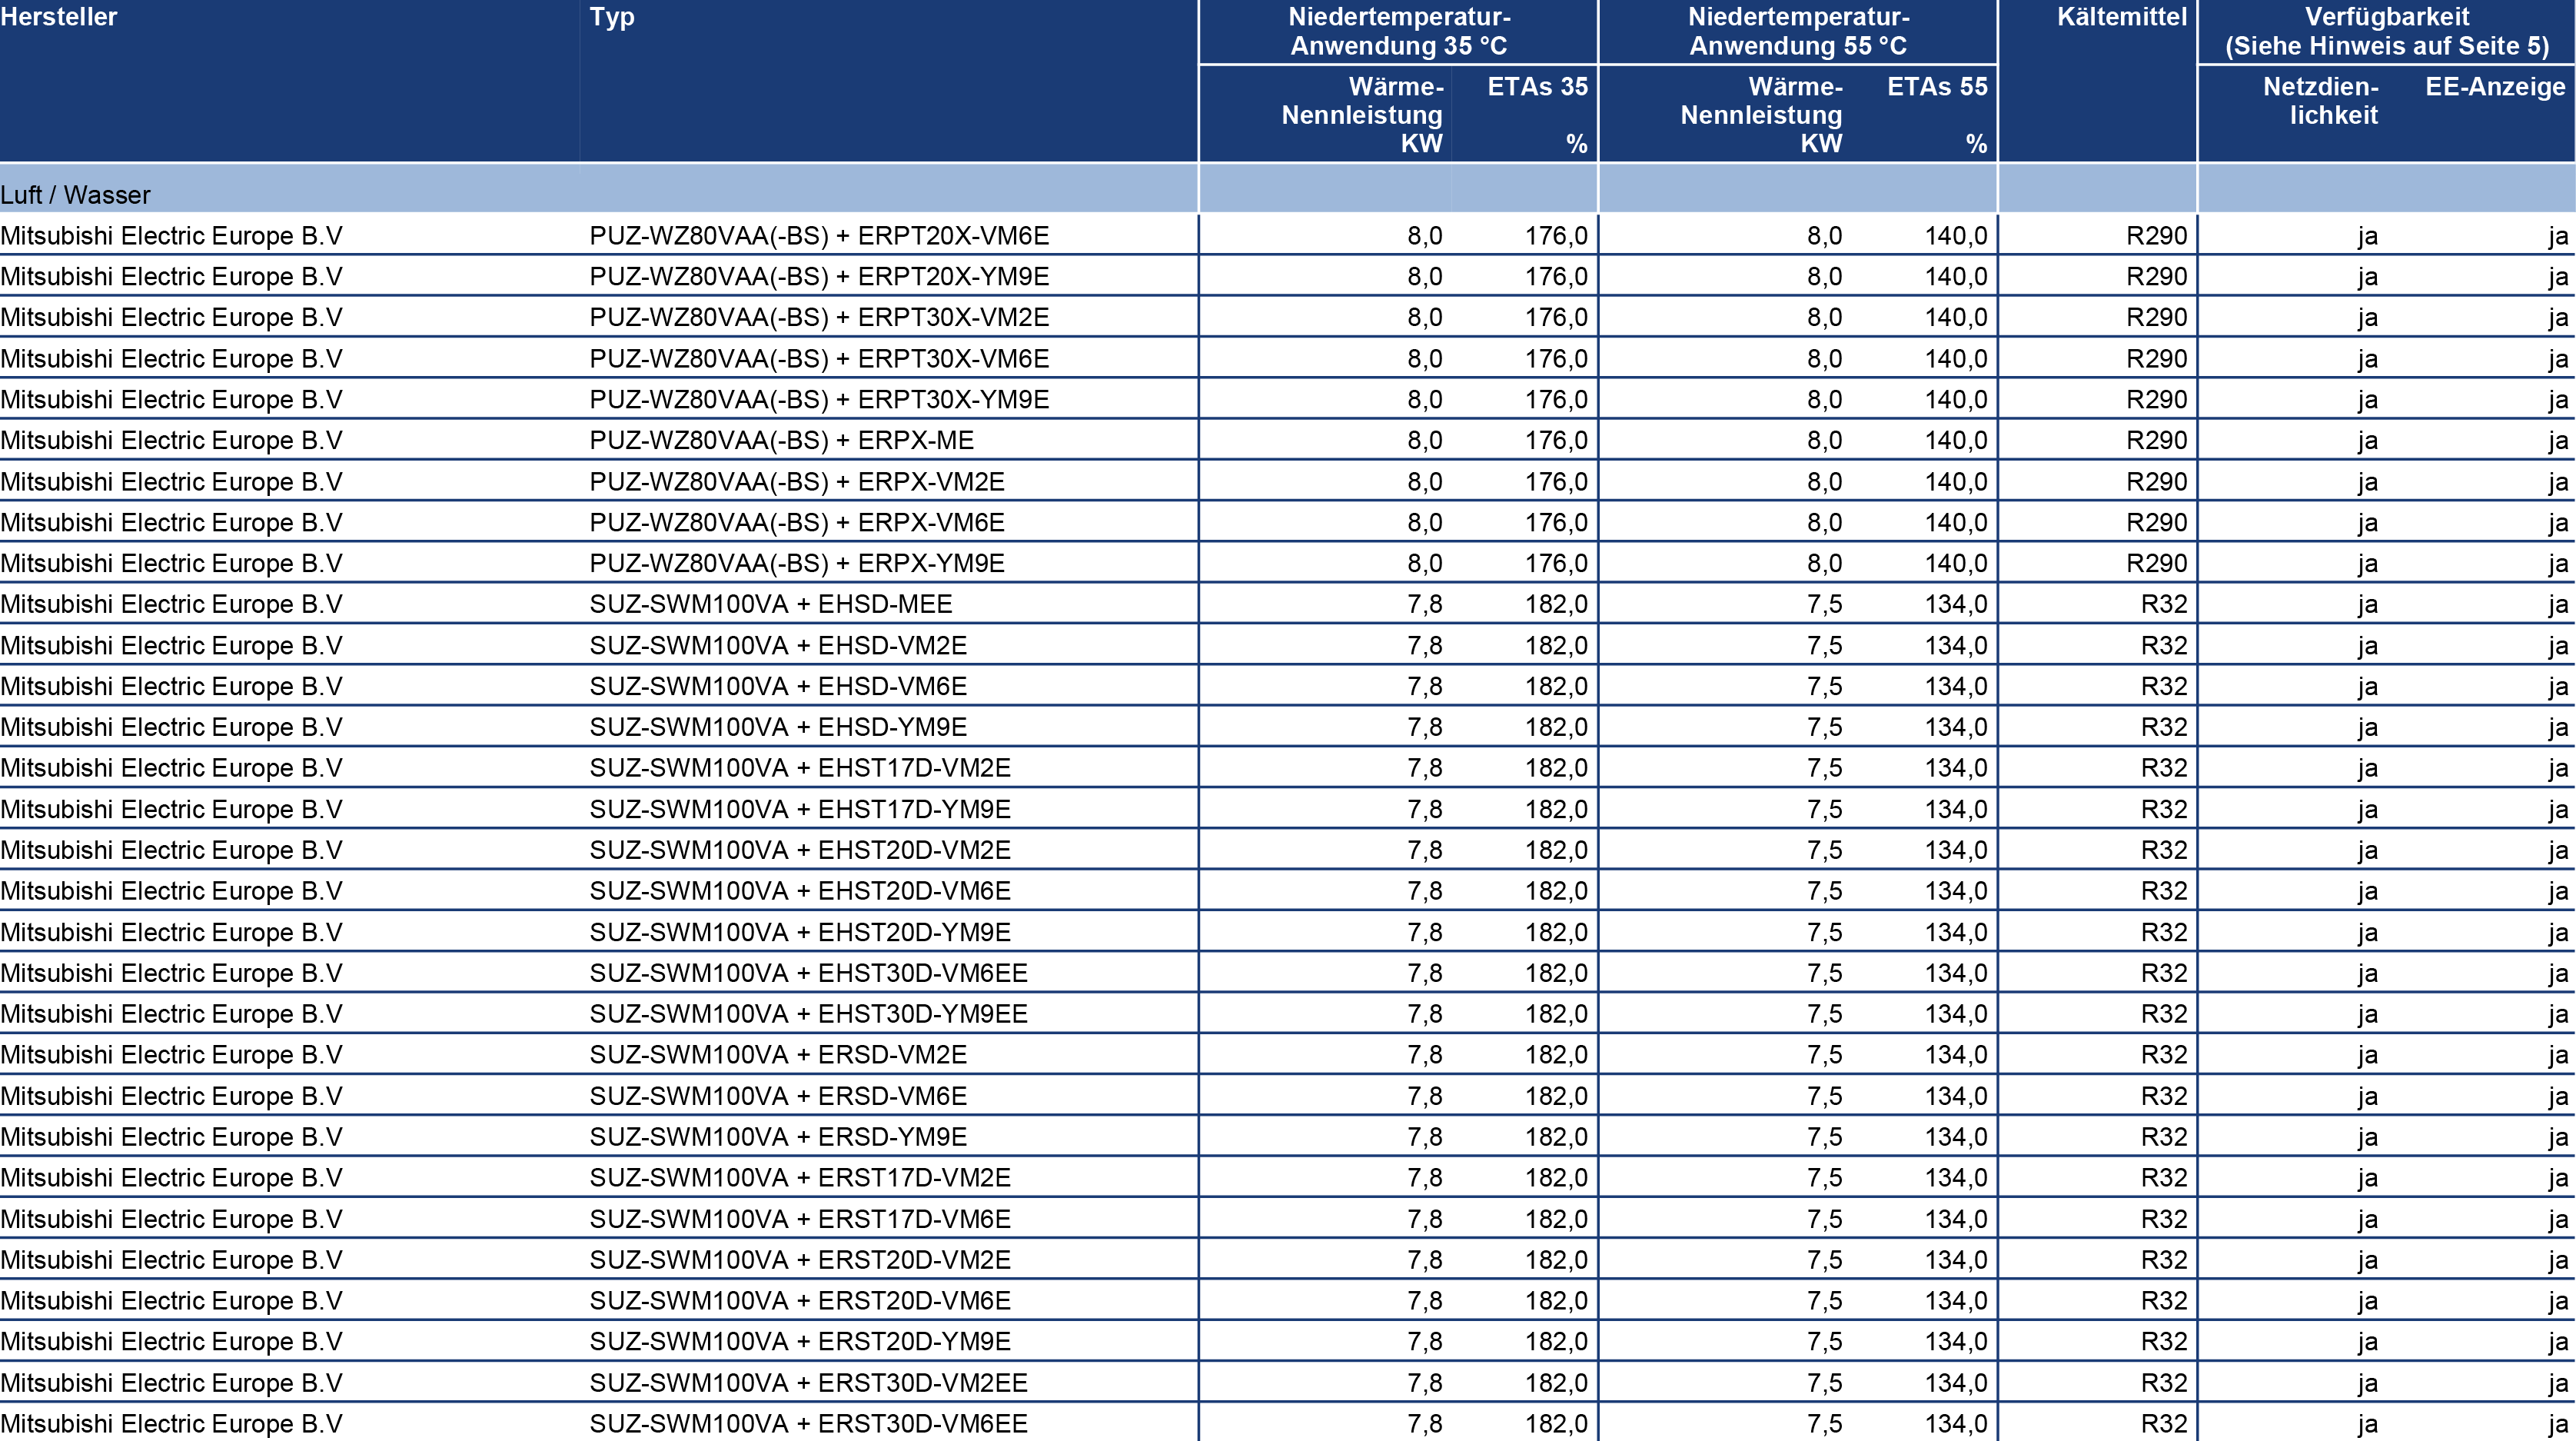 Hersteller Typ Niedertemperatur-Anwendung 35 °C Niedertemperatur-Anwendung 55 °C Kältemittel Verfügbarkeit (Siehe Hinweis auf Seite 5)
Wärme-Nennleistung KW ETAs 35 % Wärme-Nennleistung KW ETAs 55 % Netzdien-lichkeit EE-Anzeige
Luft / Wasser
Mitsubishi Electric Europe B.V PUZ-WZ80VAA(-BS) + ERPT20X-VM6E 8,0 176,0 8,0 140,0 R290 ja ja
Mitsubishi Electric Europe B.V PUZ-WZ80VAA(-BS) + ERPT20X-YM9E 8,0 176,0 8,0 140,0 R290 ja ja
Mitsubishi Electric Europe B.V PUZ-WZ80VAA(-BS) + ERPT30X-VM2E 8,0 176,0 8,0 140,0 R290 ja ja
Mitsubishi Electric Europe B.V PUZ-WZ80VAA(-BS) + ERPT30X-VM6E 8,0 176,0 8,0 140,0 R290 ja ja
Mitsubishi Electric Europe B.V PUZ-WZ80VAA(-BS) + ERPT30X-YM9E 8,0 176,0 8,0 140,0 R290 ja ja
Mitsubishi Electric Europe B.V PUZ-WZ80VAA(-BS) + ERPX-ME 8,0 176,0 8,0 140,0 R290 ja ja
Mitsubishi Electric Europe B.V PUZ-WZ80VAA(-BS) + ERPX-VM2E 8,0 176,0 8,0 140,0 R290 ja ja
Mitsubishi Electric Europe B.V PUZ-WZ80VAA(-BS) + ERPX-VM6E 8,0 176,0 8,0 140,0 R290 ja ja
Mitsubishi Electric Europe B.V PUZ-WZ80VAA(-BS) + ERPX-YM9E 8,0 176,0 8,0 140,0 R290 ja ja
Mitsubishi Electric Europe B.V SUZ-SWM100VA + EHSD-MEE 7,8 182,0 7,5 134,0 R32 ja ja
Mitsubishi Electric Europe B.V SUZ-SWM100VA + EHSD-VM2E 7,8 182,0 7,5 134,0 R32 ja ja
Mitsubishi Electric Europe B.V SUZ-SWM100VA + EHSD-VM6E 7,8 182,0 7,5 134,0 R32 ja ja
Mitsubishi Electric Europe B.V SUZ-SWM100VA + EHSD-YM9E 7,8 182,0 7,5 134,0 R32 ja ja
Mitsubishi Electric Europe B.V SUZ-SWM100VA + EHST17D-VM2E 7,8 182,0 7,5 134,0 R32 ja ja
Mitsubishi Electric Europe B.V SUZ-SWM100VA + EHST17D-YM9E 7,8 182,0 7,5 134,0 R32 ja ja
Mitsubishi Electric Europe B.V SUZ-SWM100VA + EHST20D-VM2E 7,8 182,0 7,5 134,0 R32 ja ja
Mitsubishi Electric Europe B.V SUZ-SWM100VA + EHST20D-VM6E 7,8 182,0 7,5 134,0 R32 ja ja
Mitsubishi Electric Europe B.V SUZ-SWM100VA + EHST20D-YM9E 7,8 182,0 7,5 134,0 R32 ja ja
Mitsubishi Electric Europe B.V SUZ-SWM100VA + EHST30D-VM6EE 7,8 182,0 7,5 134,0 R32 ja ja
Mitsubishi Electric Europe B.V SUZ-SWM100VA + EHST30D-YM9EE 7,8 182,0 7,5 134,0 R32 ja ja
Mitsubishi Electric Europe B.V SUZ-SWM100VA + ERSD-VM2E 7,8 182,0 7,5 134,0 R32 ja ja
Mitsubishi Electric Europe B.V SUZ-SWM100VA + ERSD-VM6E 7,8 182,0 7,5 134,0 R32 ja ja
Mitsubishi Electric Europe B.V SUZ-SWM100VA + ERSD-YM9E 7,8 182,0 7,5 134,0 R32 ja ja
Mitsubishi Electric Europe B.V SUZ-SWM100VA + ERST17D-VM2E 7,8 182,0 7,5 134,0 R32 ja ja
Mitsubishi Electric Europe B.V SUZ-SWM100VA + ERST17D-VM6E 7,8 182,0 7,5 134,0 R32 ja ja
Mitsubishi Electric Europe B.V SUZ-SWM100VA + ERST20D-VM2E 7,8 182,0 7,5 134,0 R32 ja ja
Mitsubishi Electric Europe B.V SUZ-SWM100VA + ERST20D-VM6E 7,8 182,0 7,5 134,0 R32 ja ja
Mitsubishi Electric Europe B.V SUZ-SWM100VA + ERST20D-YM9E 7,8 182,0 7,5 134,0 R32 ja ja
Mitsubishi Electric Europe B.V SUZ-SWM100VA + ERST30D-VM2EE 7,8 182,0 7,5 134,0 R32 ja ja
Mitsubishi Electric Europe B.V SUZ-SWM100VA + ERST30D-VM6EE 7,8 182,0 7,5 134,0 R32 ja ja